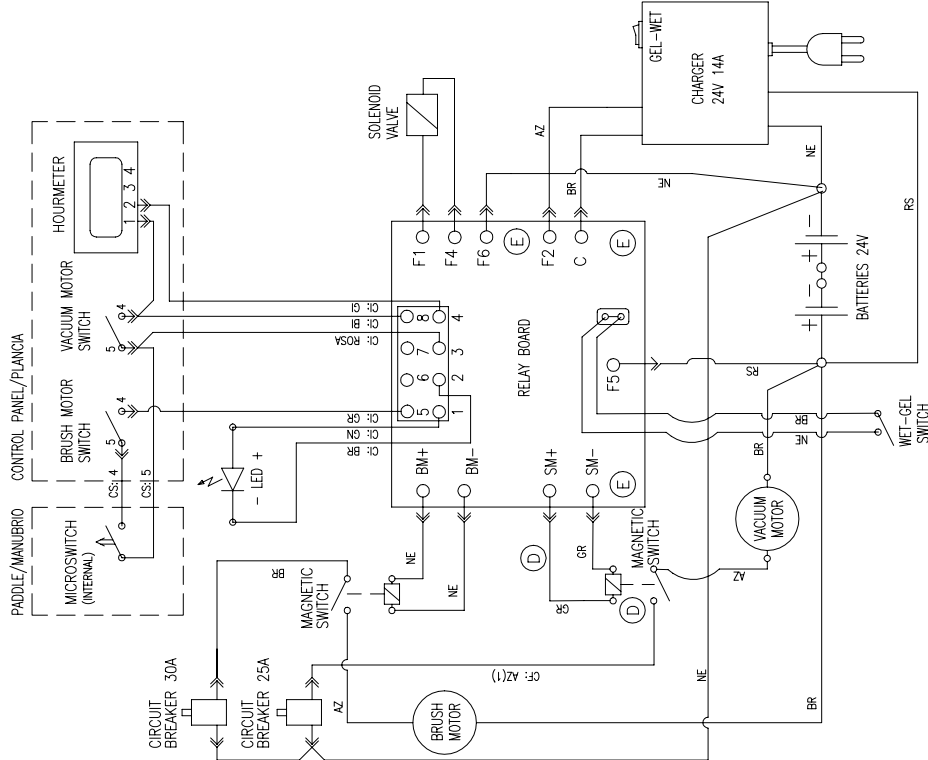 CONTROL PANEL/PLANCIA
HOURMETER
1 2 3 4
VACUUM MOTOR
SWITCH
5
4
BRUSH MOTOR
SWITCH
5
4
CS: 4
CS: 5
PADDLE/MANUBRIO
MICROSWITCH
(INTERNAL)
SOLENOID
VALVE
GEL-WET
CHARGER
24V 14A
AZ
BR
NE
NE
RS
F1
F4
F6
E
F2
C
E
CI: GI
CI: BI
CI: ROSA
CI: GR
CI: GN
CI: BR
- LED +
8
4
7
3
6
2
5
1
RELAY BOARD
F5
RS
BM+
BM-
SM+
SM-
E
NE
NE
GR
GR
D
D
MAGNETIC
SWITCH
MAGNETIC
SWITCH
BR
+ -
+ -
BATTERIES 24V
WET-GEL
SWITCH
BR
NE
BR
VACUUM
MOTOR
AZ
CIRCUIT
BREAKER 30A
CIRCUIT
BREAKER 25A
CF: AZ(1)
AZ
BRUSH
MOTOR
NE
BR